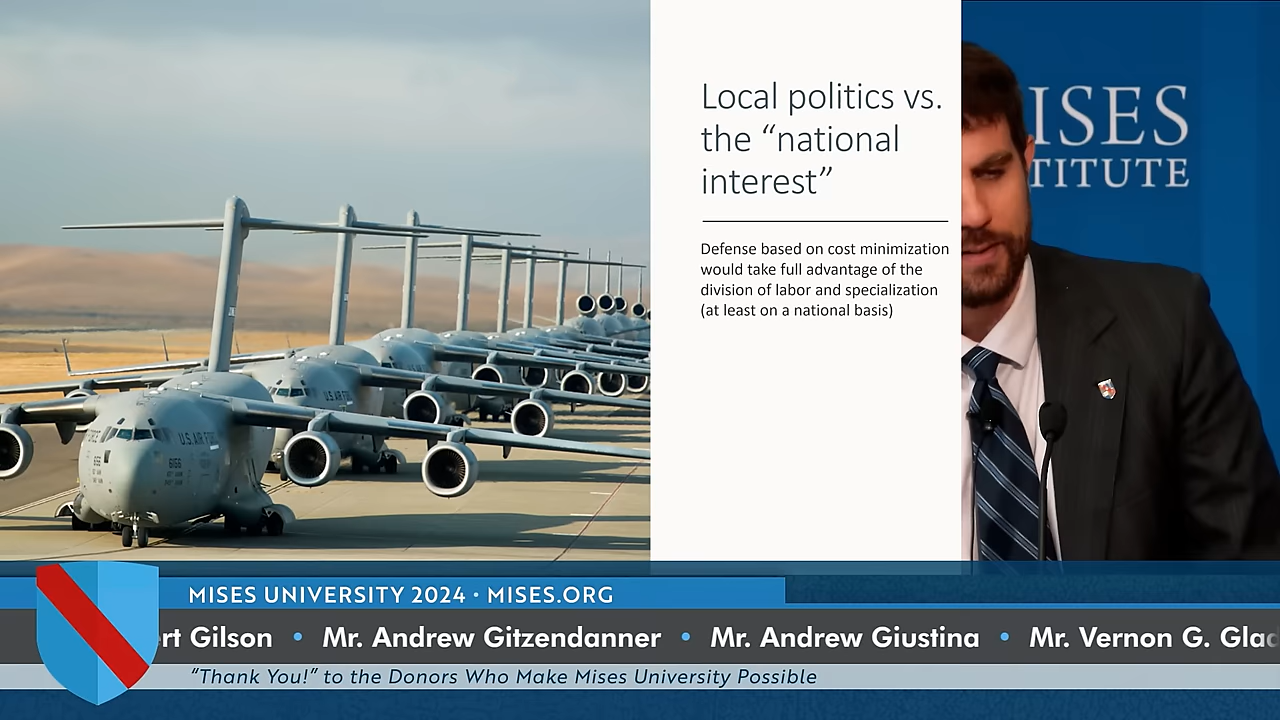 Local politics vs.
the “national
interest”
Defense based on cost minimization
would take full advantage of the
division of labor and specialization
(at least on a national basis)
ISES
TITUTE
U.S. AIR FORCE
MISES UNIVERSITY 2024 • MISES.ORG
rt Gilson • Mr. Andrew Gitzendanner • Mr. Andrew Giustina • Mr. Vernon G. Glad
“Thank You!” to the Donors Who Make Mises University Possible